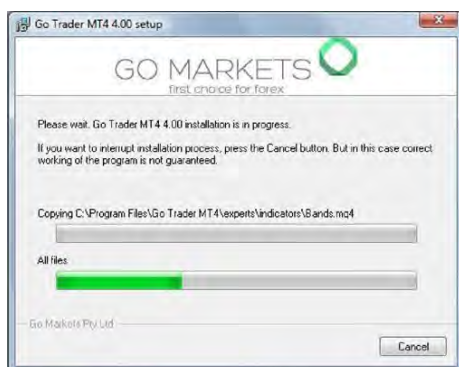 Go Trader MT4 4.00 setup
GO MARKETS
first choice for forex
Please wait. Go Trader MT4 4.00 installation is in progress.
If you want to interrupt installation process, press the Cancel button. But in this case correct
working of the program is not guaranteed.
Copying C:\Program Files\Go Trader MT4\experts\indicators\Bands.mq4
All files
Go Markets Pty Ltd
Cancel